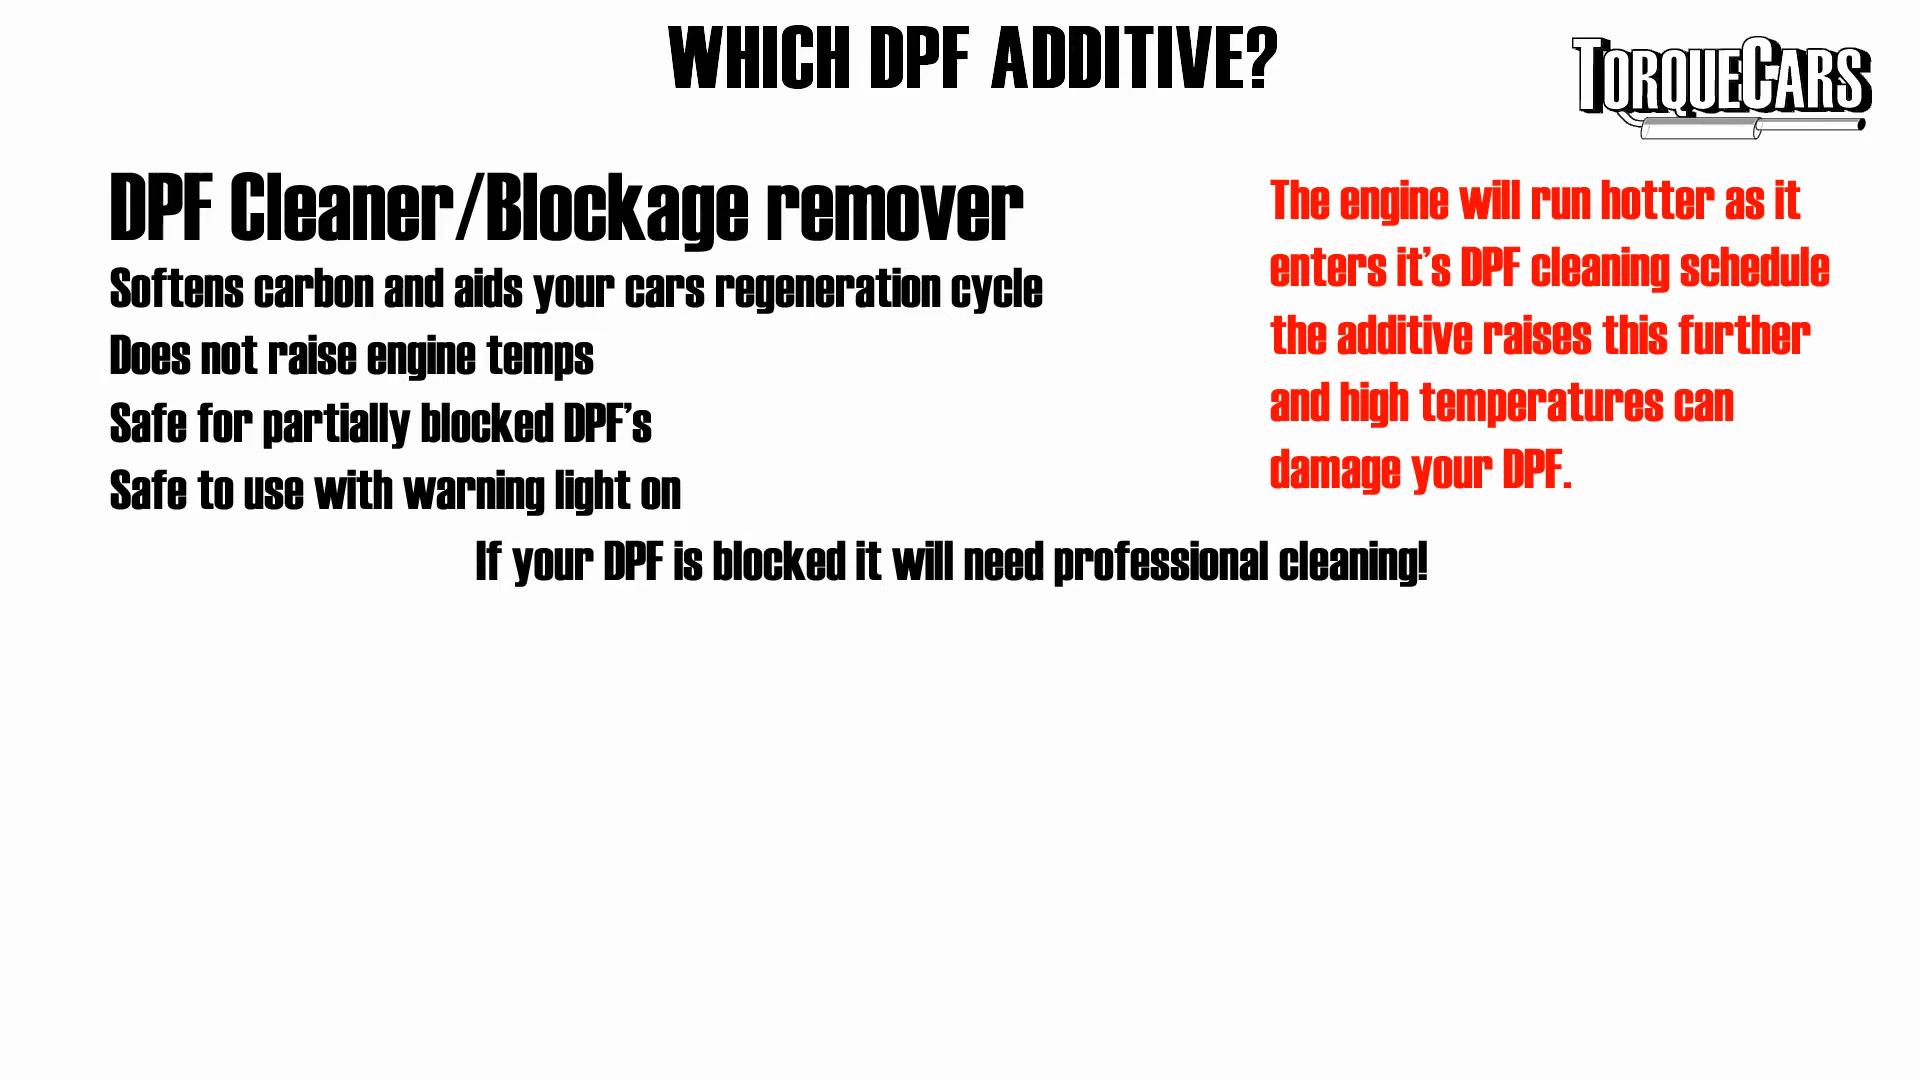 WHICH DPF ADDITIVE?
TORQUECARS
DPF Cleaner/Blockage remover
Softens carbon and aids your cars regeneration cycle
Does not raise engine temps
Safe for partially blocked DPF's
Safe to use with warning light on
The engine will run hotter as it
enters it's DPF cleaning schedule
the additive raises this further
and high temperatures can
damage your DPF.
If your DPF is blocked it will need professional cleaning!